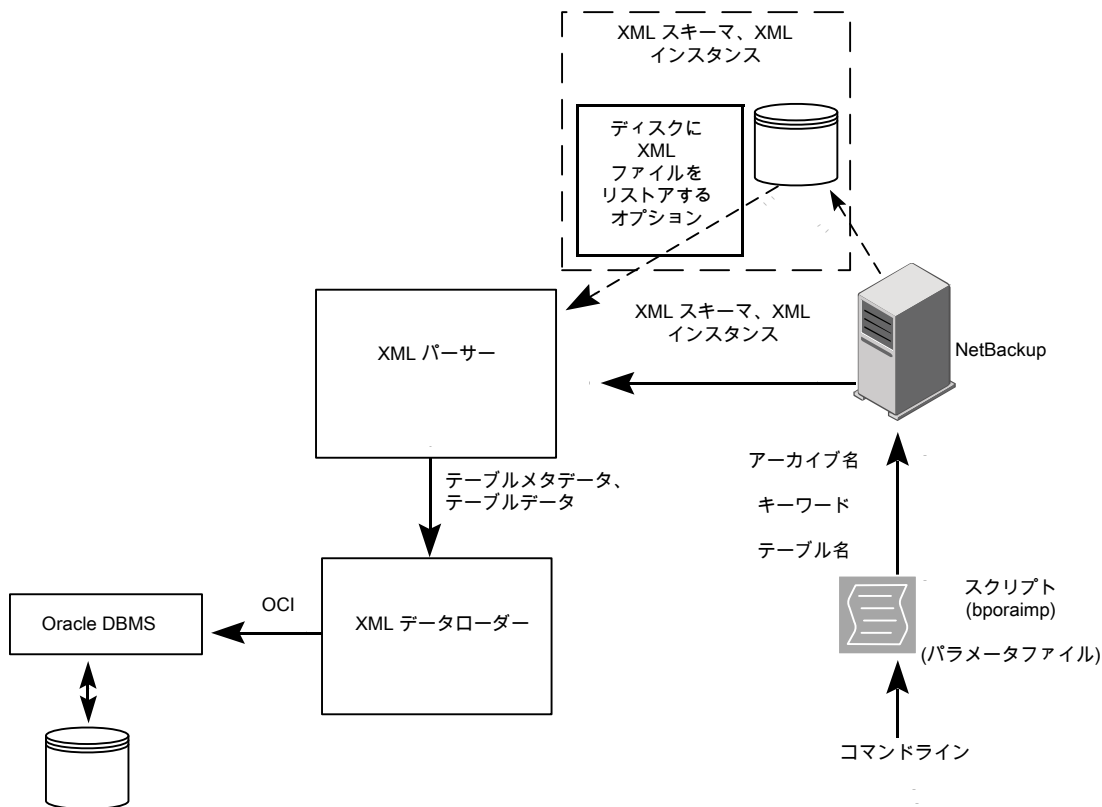 XML スキーマ、XML
インスタンス
ディスクに
XML
ファイルを
リストアする
オプション
XML スキーマ、XML
インスタンス
XML パーサー
NetBackup
アーカイブ名
キーワード
テーブル名
テーブルメタデータ、
テーブルデータ
スクリプト
(bporaimp)
(パラメータファイル)
OCI
Oracle DBMS
XML データローダー
コマンドライン